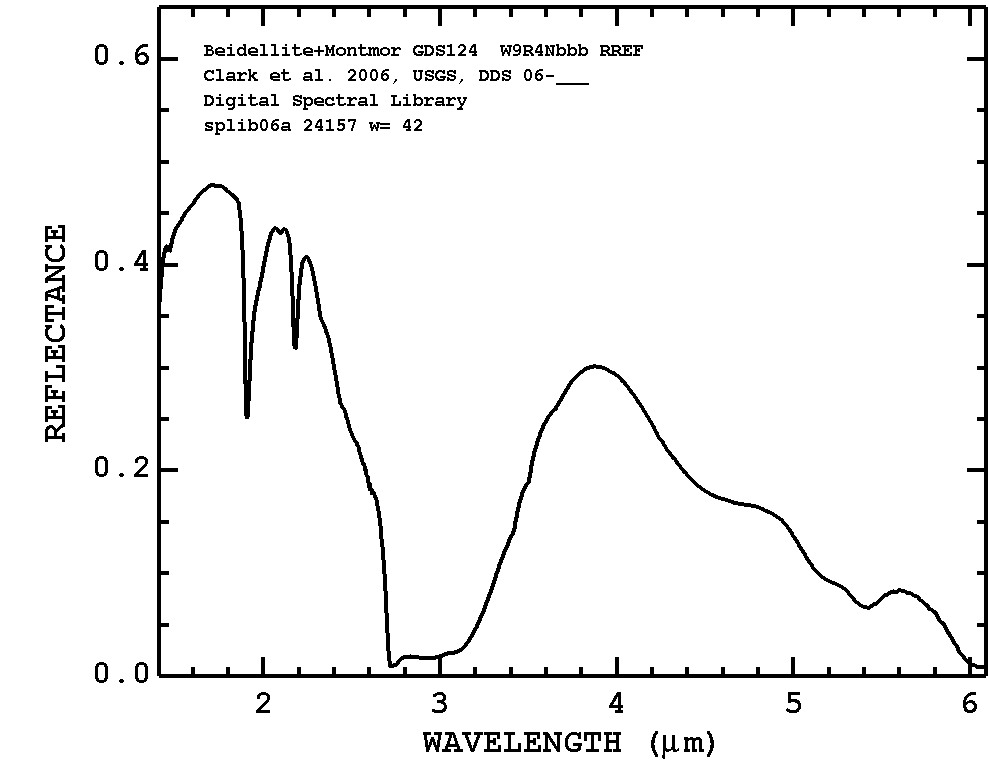 Beidellite+Montmor GDS124 W9R4Nbbb RREF
Clark et al. 2006, USGS, DDS 06-___
Digital Spectral Library
splib06a 24157 w= 42
0.6
0.4
0.2
0.0
REFLECTANCE
2 3 4 5 6
WAVELENGTH (μm)